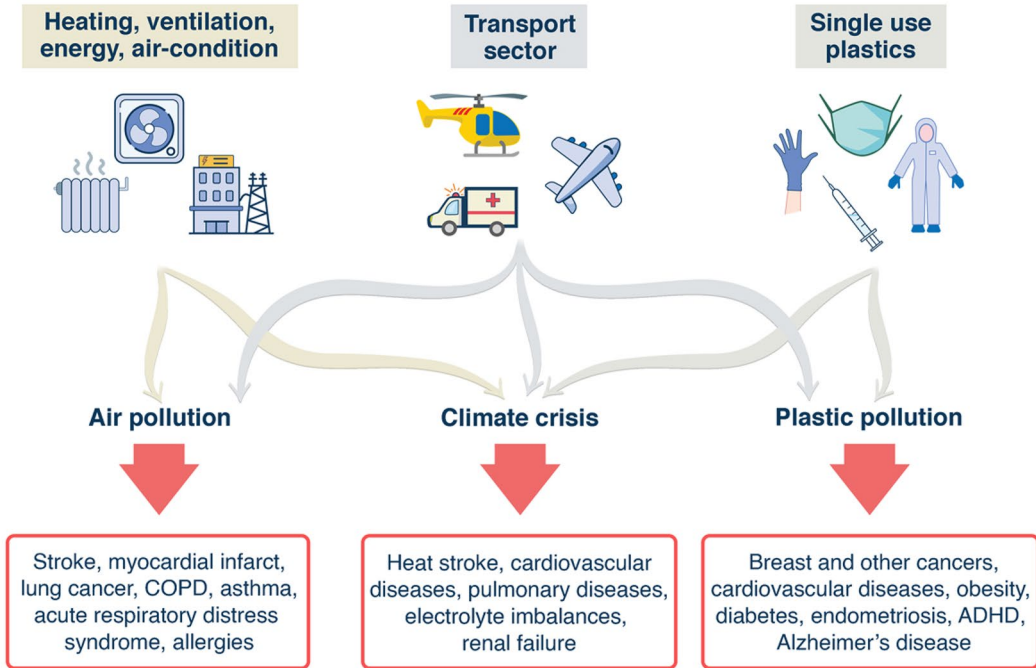 Heating, ventilation,
energy, air-condition
Transport
sector
Single use
plastics
Air pollution
Climate crisis
Plastic pollution
Stroke, myocardial infarct,
lung cancer, COPD, asthma,
acute respiratory distress
syndrome, allergies
Heat stroke, cardiovascular
diseases, pulmonary diseases,
electrolyte imbalances,
renal failure
Breast and other cancers,
cardiovascular diseases, obesity,
diabetes, endometriosis, ADHD,
Alzheimer’s disease